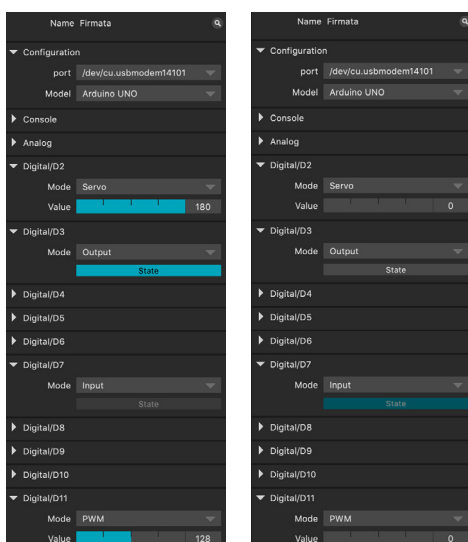 Name Firmata
Configuration
port /dev/cu.usbmodem14101
Model Arduino UNO
Console
Analog
Digital/D2
Mode Servo
Value 180
Digital/D3
Mode Output
State
Digital/D4
Digital/D5
Digital/D6
Digital/D7
Mode Input
State
Digital/D8
Digital/D9
Digital/D10
Digital/D11
Mode PWM
Value 128
Name Firmata
Configuration
port /dev/cu.usbmodem14101
Model Arduino UNO
Console
Analog
Digital/D2
Mode Servo
Value 0
Digital/D3
Mode Output
State
Digital/D4
Digital/D5
Digital/D6
Digital/D7
Mode Input
State
Digital/D8
Digital/D9
Digital/D10
Digital/D11
Mode PWM
Value 0